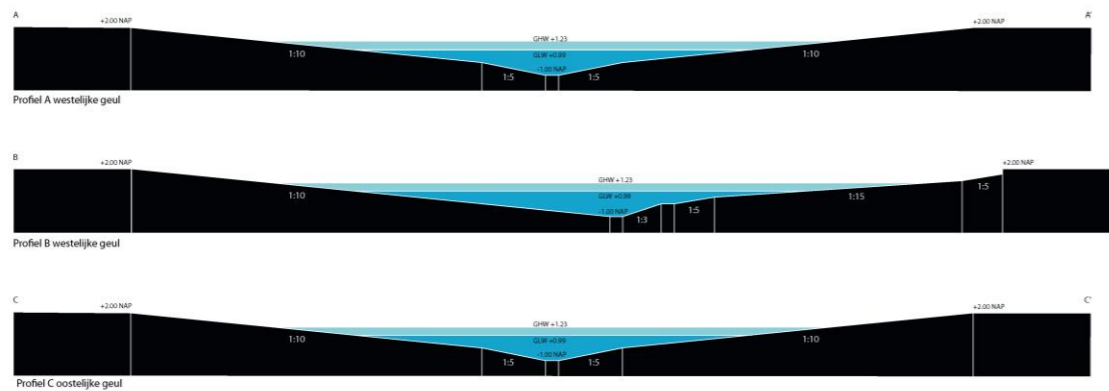 A
A'
+2.00 NAP
+2.00 NAP
GHW +1.23
GLW +0.99
-1.00 NAP
1:10
1:5
1:5
1:10
Profiel A westelijke geul
B
+2.00 NAP
+2.00 NAP
GHW +1.23
GLW +0.99
-1.00 NAP
1:10
1:3
1:5
1:15
1:5
Profiel B westelijke geul
C
C'
+2.00 NAP
+2.00 NAP
GHW +1.23
GLW +0.99
-1.00 NAP
1:10
1:5
1:5
1:10
Profiel C oostelijke geul